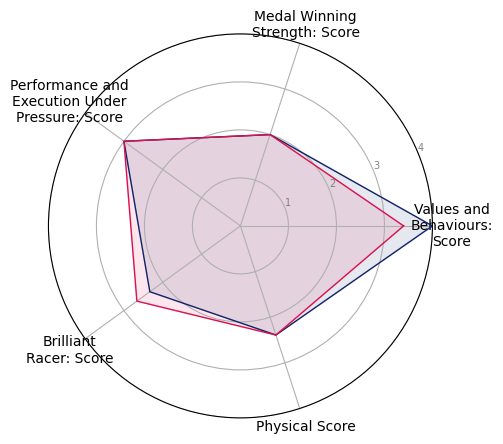 Medal Winning
Strength: Score
Performance and
Execution Under
Pressure: Score
4
3
2
1
Values and
Behaviours:
Score
Brilliant
Racer: Score
Physical Score